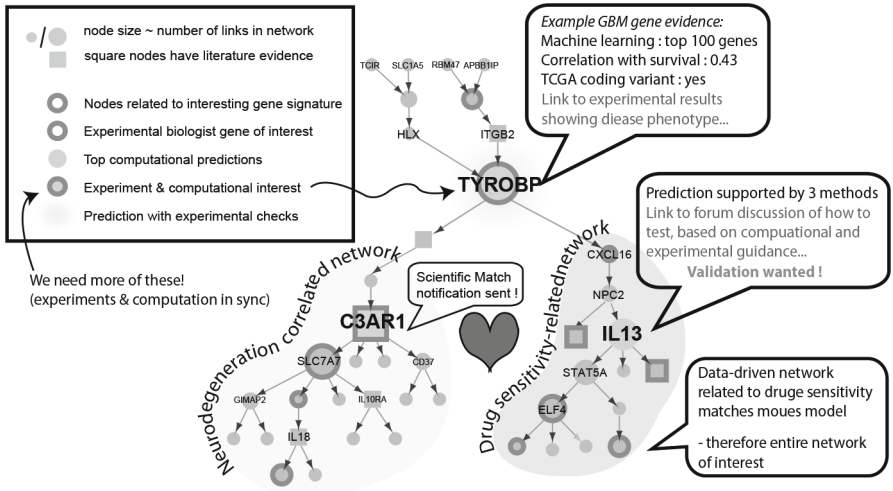 node size ~ number of links in network
/
square nodes have literature evidence
Nodes related to interesting gene signature
Experimental biologist gene of interest
Top computational predictions
Experiment & computational interest
Prediction with experimental checks
We need more of these!
(experiments & computation in sync)
Example GBM gene evidence:
Machine learning : top 100 genes
Correlation with survival : 0.43
TCGA coding variant : yes
Link to experimental results
showing diease phenotype...
TCIR
SLC1A5
RBM47
APBB1IP
HLX
ITGB2
TYROBP
Prediction supported by 3 methods
Link to forum discussion of how to
test, based on compuational and
experimental guidance...
Validation wanted !
Neurodegeneration correlated network
Scientific Match
notification sent !
C3AR1
SLC7A7
CD37
GIMAP2
IL10RA
IL18
Drug sensitivity-relatednetwork
CXCL16
NPC2
IL13
STAT5A
ELF4
Data-driven network
related to druge sensitivity
matches moues model
- therefore entire network
of interest